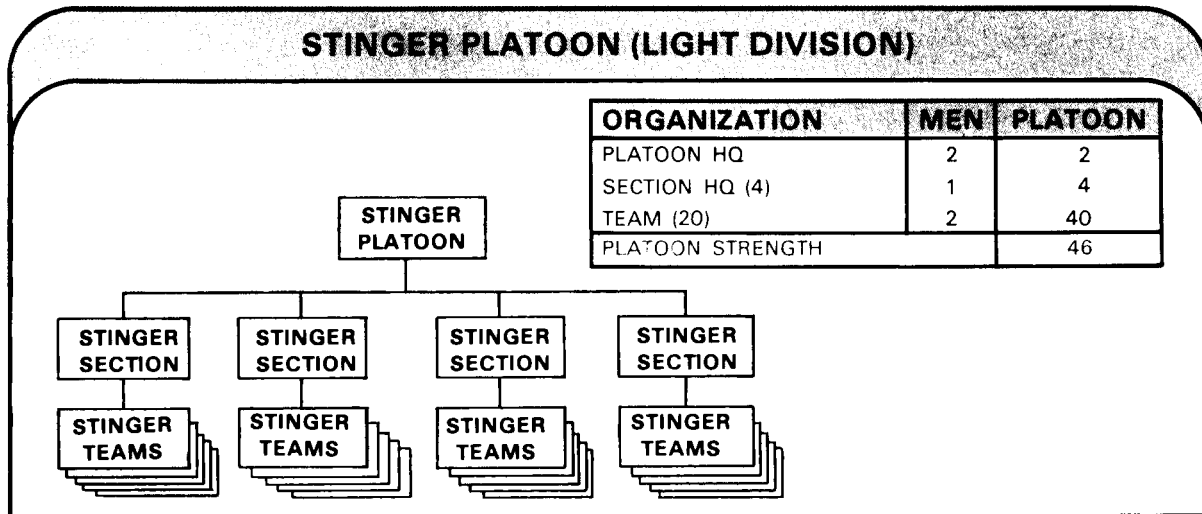 STINGER PLATOON (LIGHT DIVISION)
ORGANIZATION MEN PLATOON
PLATOON HQ 2 2
SECTION HQ (4) 1 4
TEAM (20) 2 40
PLATOON STRENGTH 46
STINGER
PLATOON
STINGER
SECTION
STINGER
SECTION
STINGER
SECTION
STINGER
SECTION
STINGER
TEAMS
STINGER
TEAMS
STINGER
TEAMS
STINGER
TEAMS